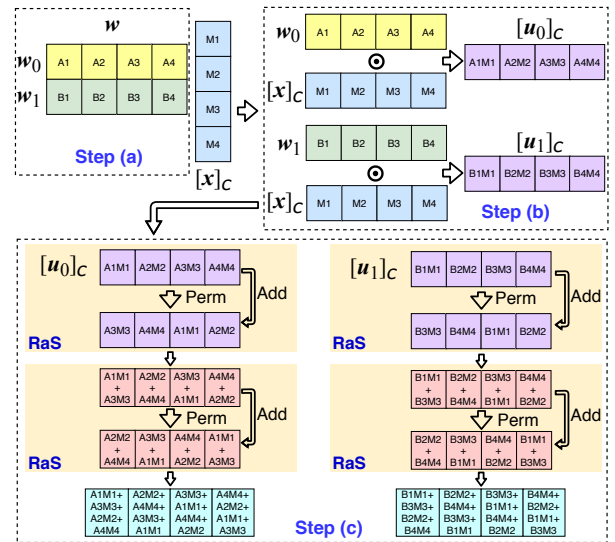 w
w0 A1 A2 A3 A4
w1 B1 B2 B3 B4
Step (a)
M1
M2
M3
M4
[x]C
w0 A1 A2 A3 A4
[x]C M1 M2 M3 M4
[u0]C
A1M1 A2M2 A3M3 A4M4
w1 B1 B2 B3 B4
[x]C M1 M2 M3 M4
[u1]C
B1M1 B2M2 B3M3 B4M4
Step (b)
[u0]C A1M1 A2M2 A3M3 A4M4
Perm Add
A3M3 A4M4 A1M1 A2M2
RaS
A1M1 A2M2 A3M3 A4M4
+ + + +
A3M3 A4M4 A1M1 A2M2
Perm Add
A2M2 A3M3 A4M4 A1M1
+ + + +
A4M4 A1M1 A2M2 A3M3
RaS
A1M1+ A2M2+ A3M3+ A4M4+
A3M3+ A4M4+ A1M1+ A2M2+
A2M2+ A3M3+ A4M4+ A1M1+
A4M4 A1M1 A2M2 A3M3
[u1]C B1M1 B2M2 B3M3 B4M4
Perm Add
B3M3 B4M4 B1M1 B2M2
RaS
B1M1 B2M2 B3M3 B4M4
+ + + +
B3M3 B4M4 B1M1 B2M2
Perm Add
B2M2 B3M3 B4M4 B1M1
+ + + +
B4M4 B1M1 B2M2 B3M3
RaS
B1M1+ B2M2+ B3M3+ B4M4+
B3M3+ B4M4+ B1M1+ B2M2+
B2M2+ B3M3+ B4M4+ B1M1+
B4M4 B1M1 B2M2 B3M3
Step (c)